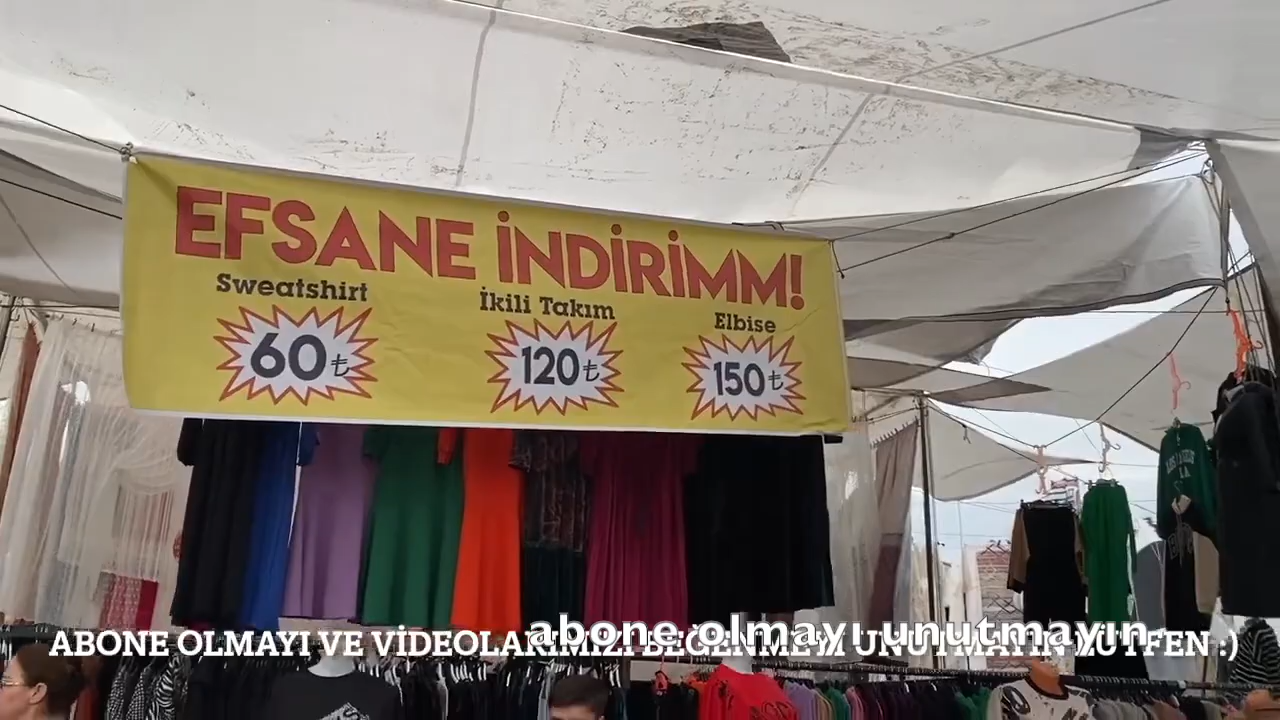 EFSANE İNDİRİMM!
Sweatshirt
İkili Takım
Elbise
60₺
120₺
150₺
ABONE OLMAYI VE VİDEOLARIMIZI BEĞENMEYİ UNUTMAYIN LÜTFEN :)
abone olmayı unutmayın